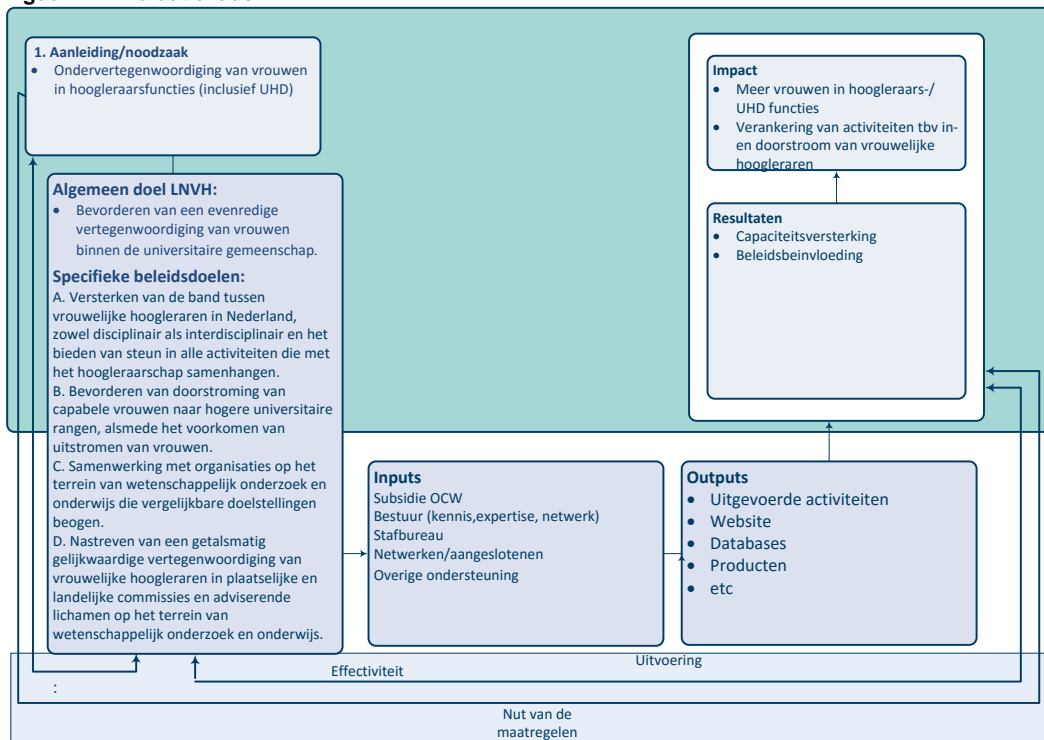 1. Aanleiding/noodzaak
• Ondervertegenwoordiging van vrouwen
in hoogleraarsfuncties (inclusief UHD)
Algemeen doel LNVH:
• Bevorderen van een evenredige
vertegenwoordiging van vrouwen
binnen de universitaire gemeenschap.
Specifieke beleidsdoelen:
A. Versterken van de band tussen
vrouwelijke hoogleraren in Nederland,
zowel disciplinair als interdisciplinair en het
bieden van steun in alle activiteiten die met
het hoogleraarschap samenhangen.
B. Bevorderen van doorstroming van
capabele vrouwen naar hogere universitaire
rangen, alsmede het voorkomen van
uitstromen van vrouwen.
C. Samenwerking met organisaties op het
terrein van wetenschappelijk onderzoek en
onderwijs die vergelijkbare doelstellingen
beogen.
D. Nastreven van een getalsmatig
gelijkwaardige vertegenwoordiging van
vrouwelijke hoogleraren in plaatselijke en
landelijke commissies en adviserende
lichamen op het terrein van
wetenschappelijk onderzoek en onderwijs.
Inputs
Subsidie OCW
Bestuur (kennis,expertise, netwerk)
Stafbureau
Netwerken/aangeslotenen
Overige ondersteuning
Outputs
• Uitgevoerde activiteiten
• Website
• Databases
• Producten
• etc
Impact
• Meer vrouwen in hoogleraars-/
UHD functies
• Verankering van activiteiten tbv in-
en doorstroom van vrouwelijke
hoogleraren
Resultaten
• Capaciteitsversterking
• Beleidsbeinvloeding
Uitvoering
Effectiviteit
:
Nut van de
maatregelen